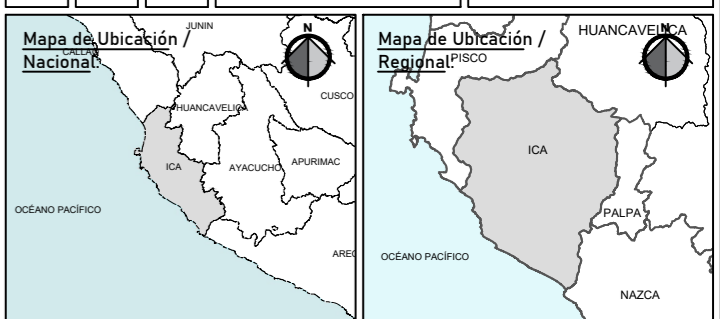 Mapa de Ubicación /
Nacional:
N
JUNIN
CALLAO
HUANCAVELICA
CUSCO
ICA
AYACUCHO
APURIMAC
OCÉANO PACÍFICO
AREQ
Mapa de Ubicación /
Regional:
N
HUANCAVELICA
PISCO
ICA
PALPA
OCÉANO PACÍFICO
NAZCA